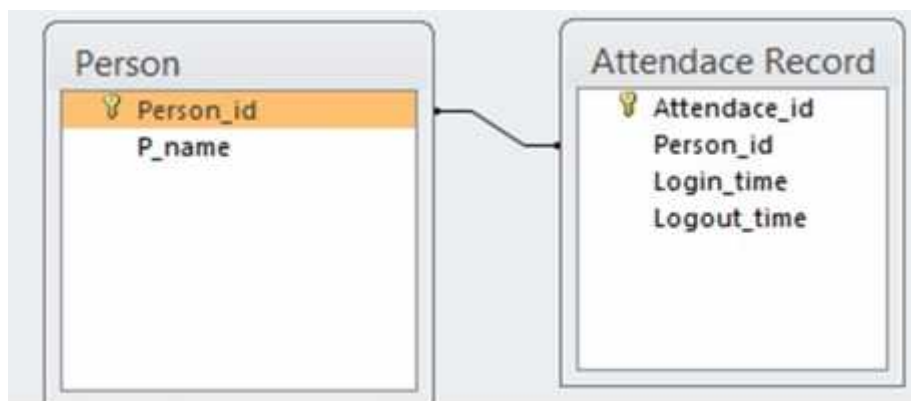 Person
Person_id
P_name
Attendace Record
Attendace_id
Person_id
Login_time
Logout_time